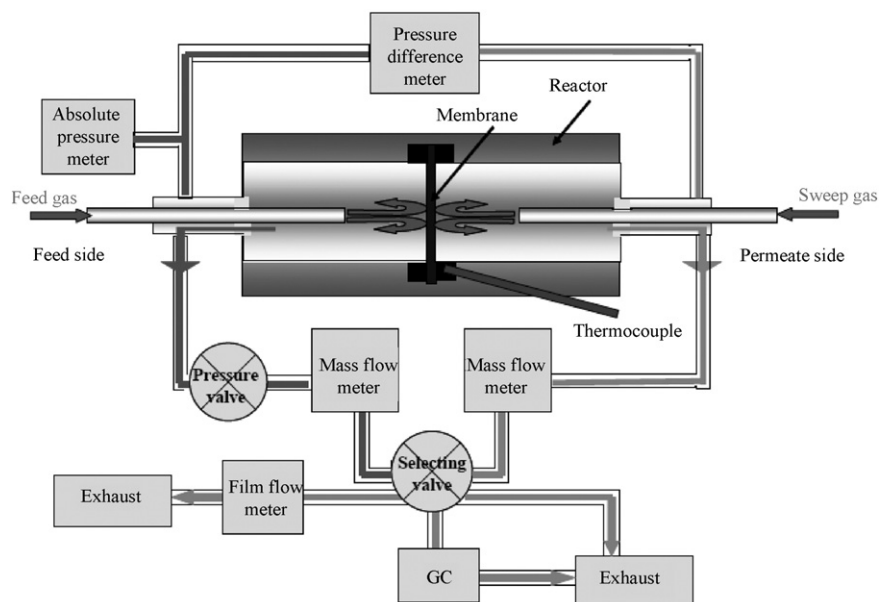 Pressure
difference
meter
Reactor
Membrane
Absolute
pressure
meter
Feed gas
Sweep gas
Feed side
Permeate side
Thermocouple
Pressure
valve
Mass flow
meter
Mass flow
meter
Selecting
valve
Exhaust
Film flow
meter
GC
Exhaust